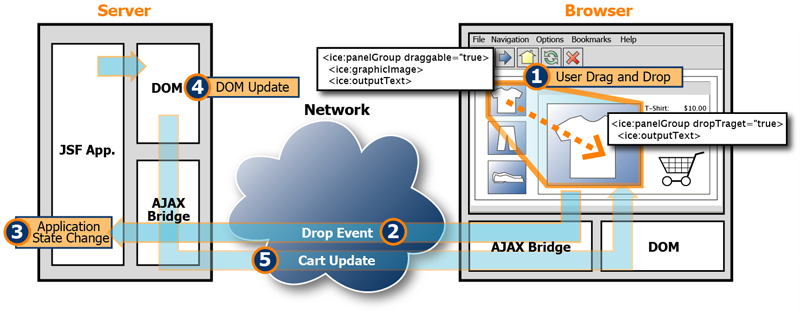 Server
Browser
File Navigation Options Bookmarks Help
<ice:panelGroup draggable="true">
<ice:graphicImage>
<ice:outputText>
1 User Drag and Drop
DOM
4 DOM Update
Network
T-Shirt: $10.00
<ice:panelGroup dropTraget="true>
<ice:outputText>
JSF App.
AJAX
Bridge
3 Application
State Change
Drop Event 2
5 Cart Update
AJAX Bridge
DOM